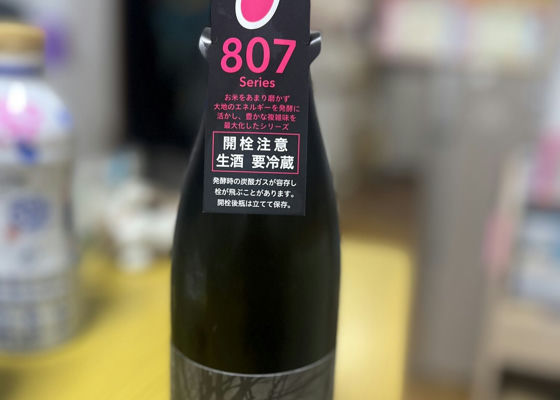 807
Series
お米をあまり磨かず
大地のエネルギーを発酵に
活かし、豊かな複雑味を
最大化したシリーズ
開栓注意
生酒 要冷蔵
発酵時の炭酸ガスが容存し
栓が飛ぶことがあります。
開栓後瓶は立てて保存。